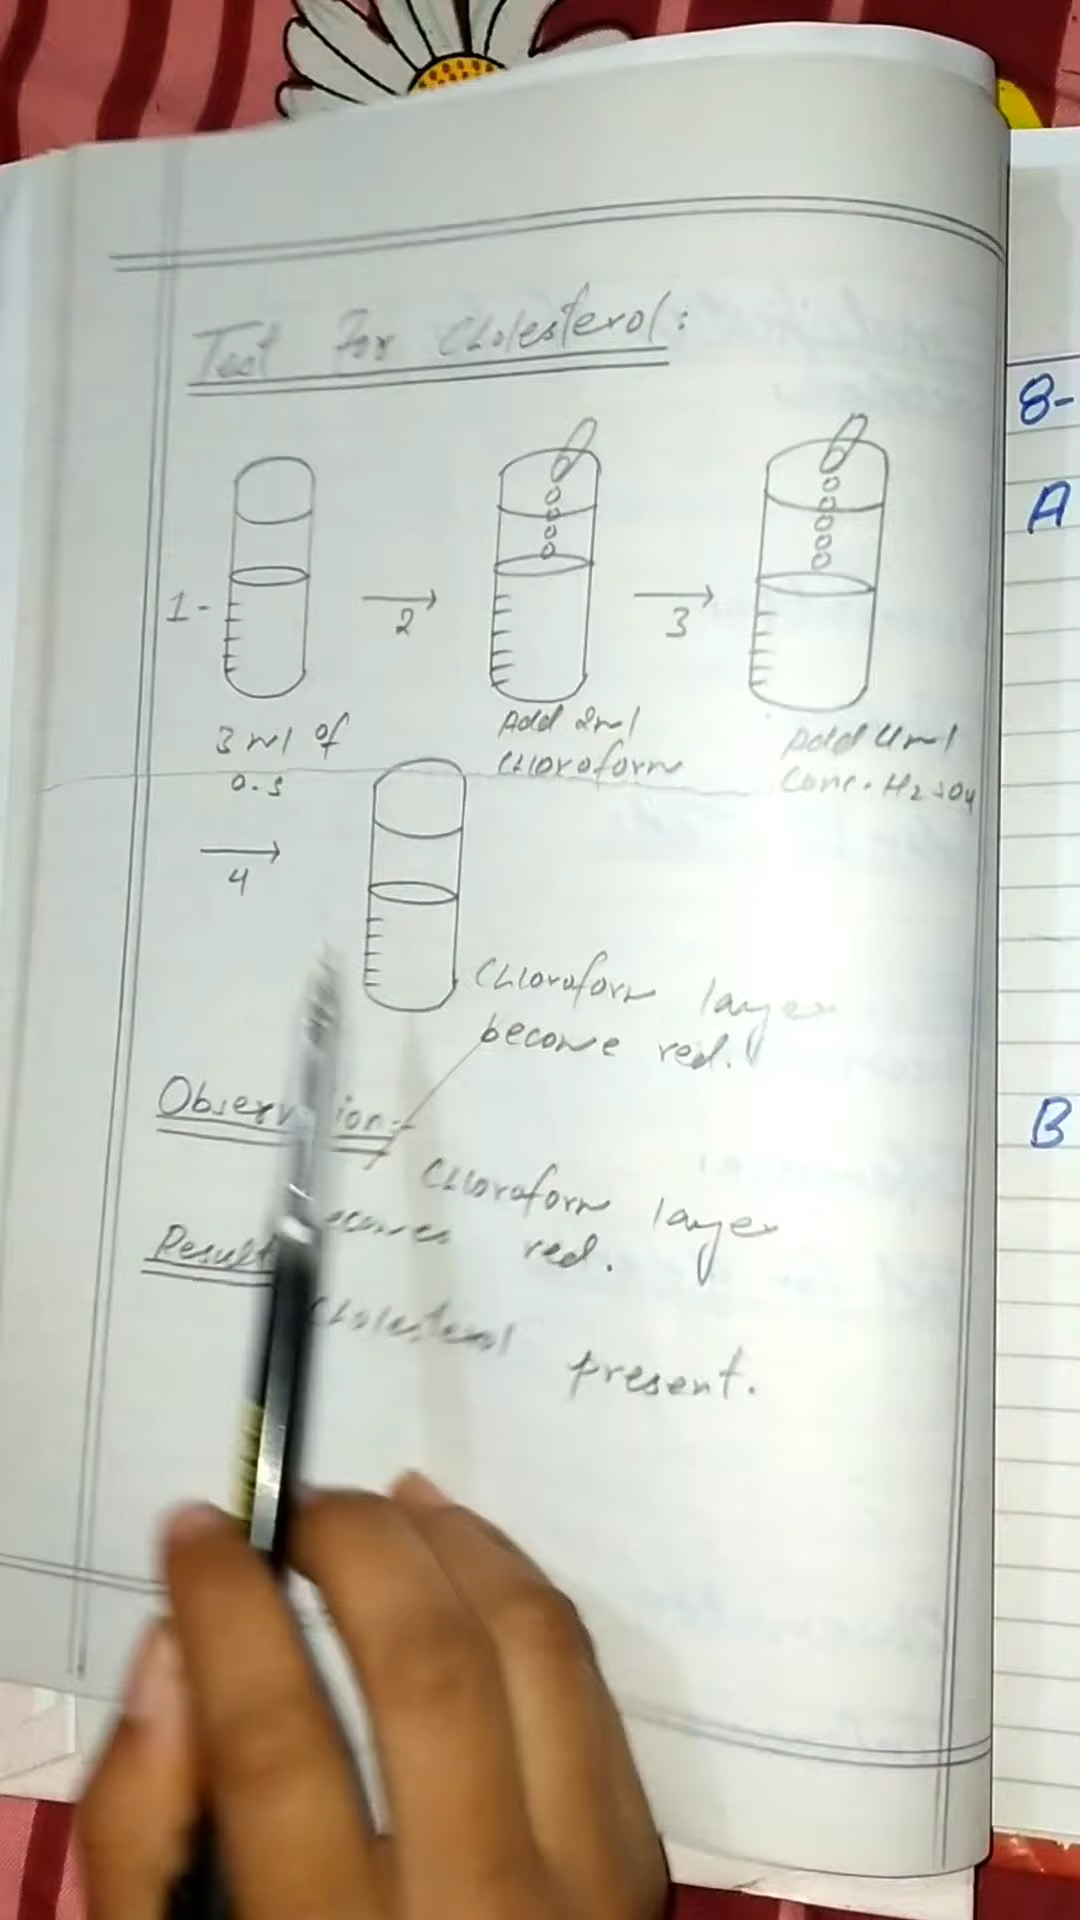 Test For Cholesterol:
1-
2
3
3 ml of
0.s
Add 2ml
Chloroform
Add 4ml
Conc. H2SO4
4
Chloroform layer
become red.
Observation:-
Chloroform layer
becomes red.
Result
Cholesterol present.
8-
A
B